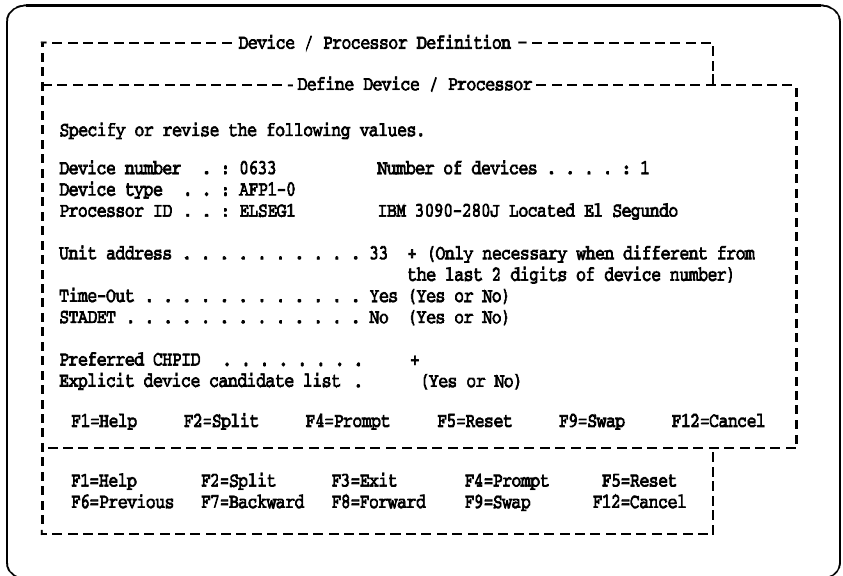 Device / Processor Definition
Define Device / Processor
Specify or revise the following values.
Device number . : 0633 Number of devices . . . . : 1
Device type . . : AFP1-0
Processor ID . . : ELSEG1 IBM 3090-280J Located El Segundo
Unit address . . . . . . . . . . 33 + (Only necessary when different from
the last 2 digits of device number)
Time-Out . . . . . . . . . . . . Yes (Yes or No)
STADET . . . . . . . . . . . . . No (Yes or No)
Preferred CHPID . . . . . . . . +
Explicit device candidate list . (Yes or No)
F1=Help F2=Split F4=Prompt F5=Reset F9=Swap F12=Cancel
F1=Help F2=Split F3=Exit F4=Prompt F5=Reset
F6=Previous F7=Backward F8=Forward F9=Swap F12=Cancel